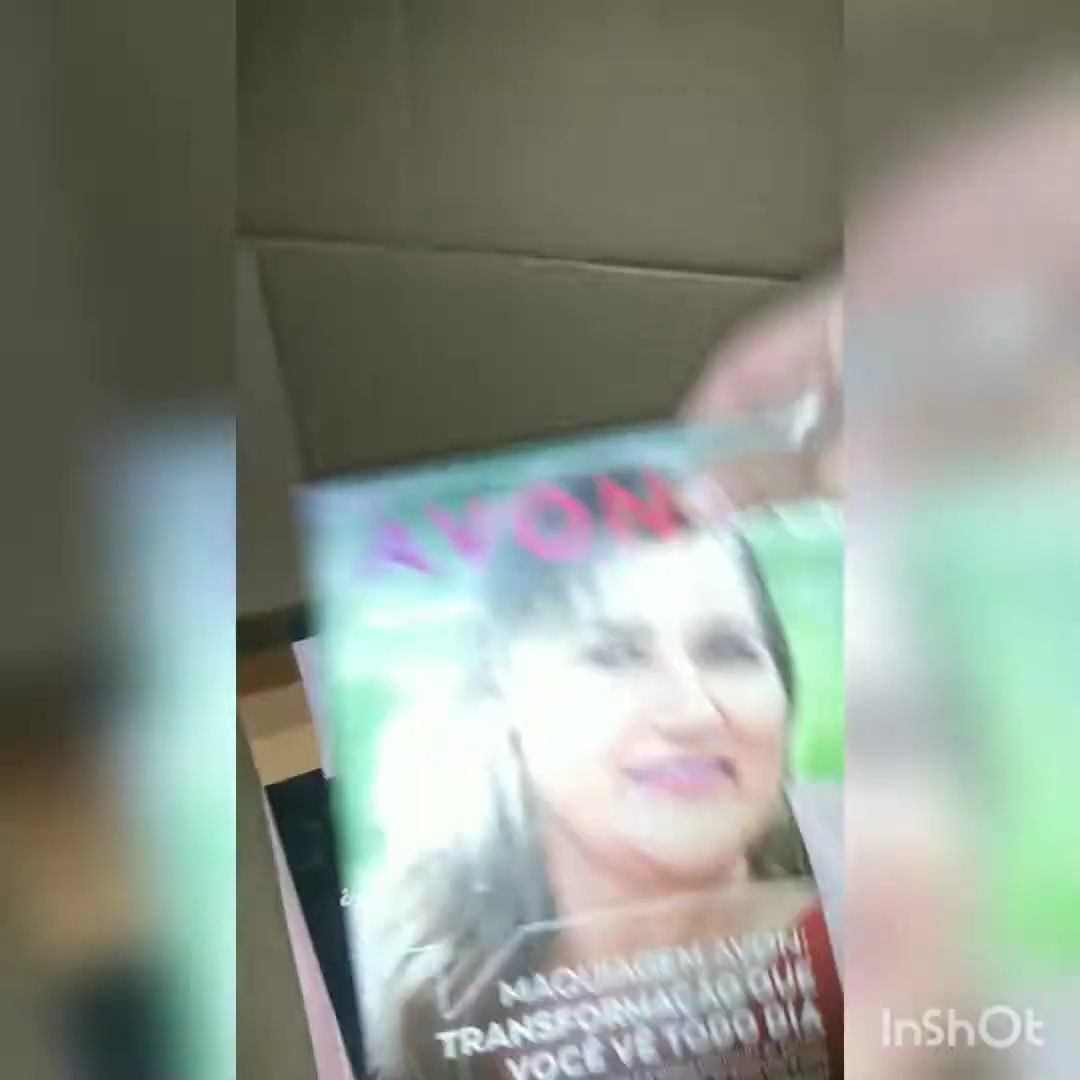 AVON
MAQUIAGEM AVON:
TRANSFORMAÇÃO QUE
VOCÊ VÊ TODO DIA
InShOt